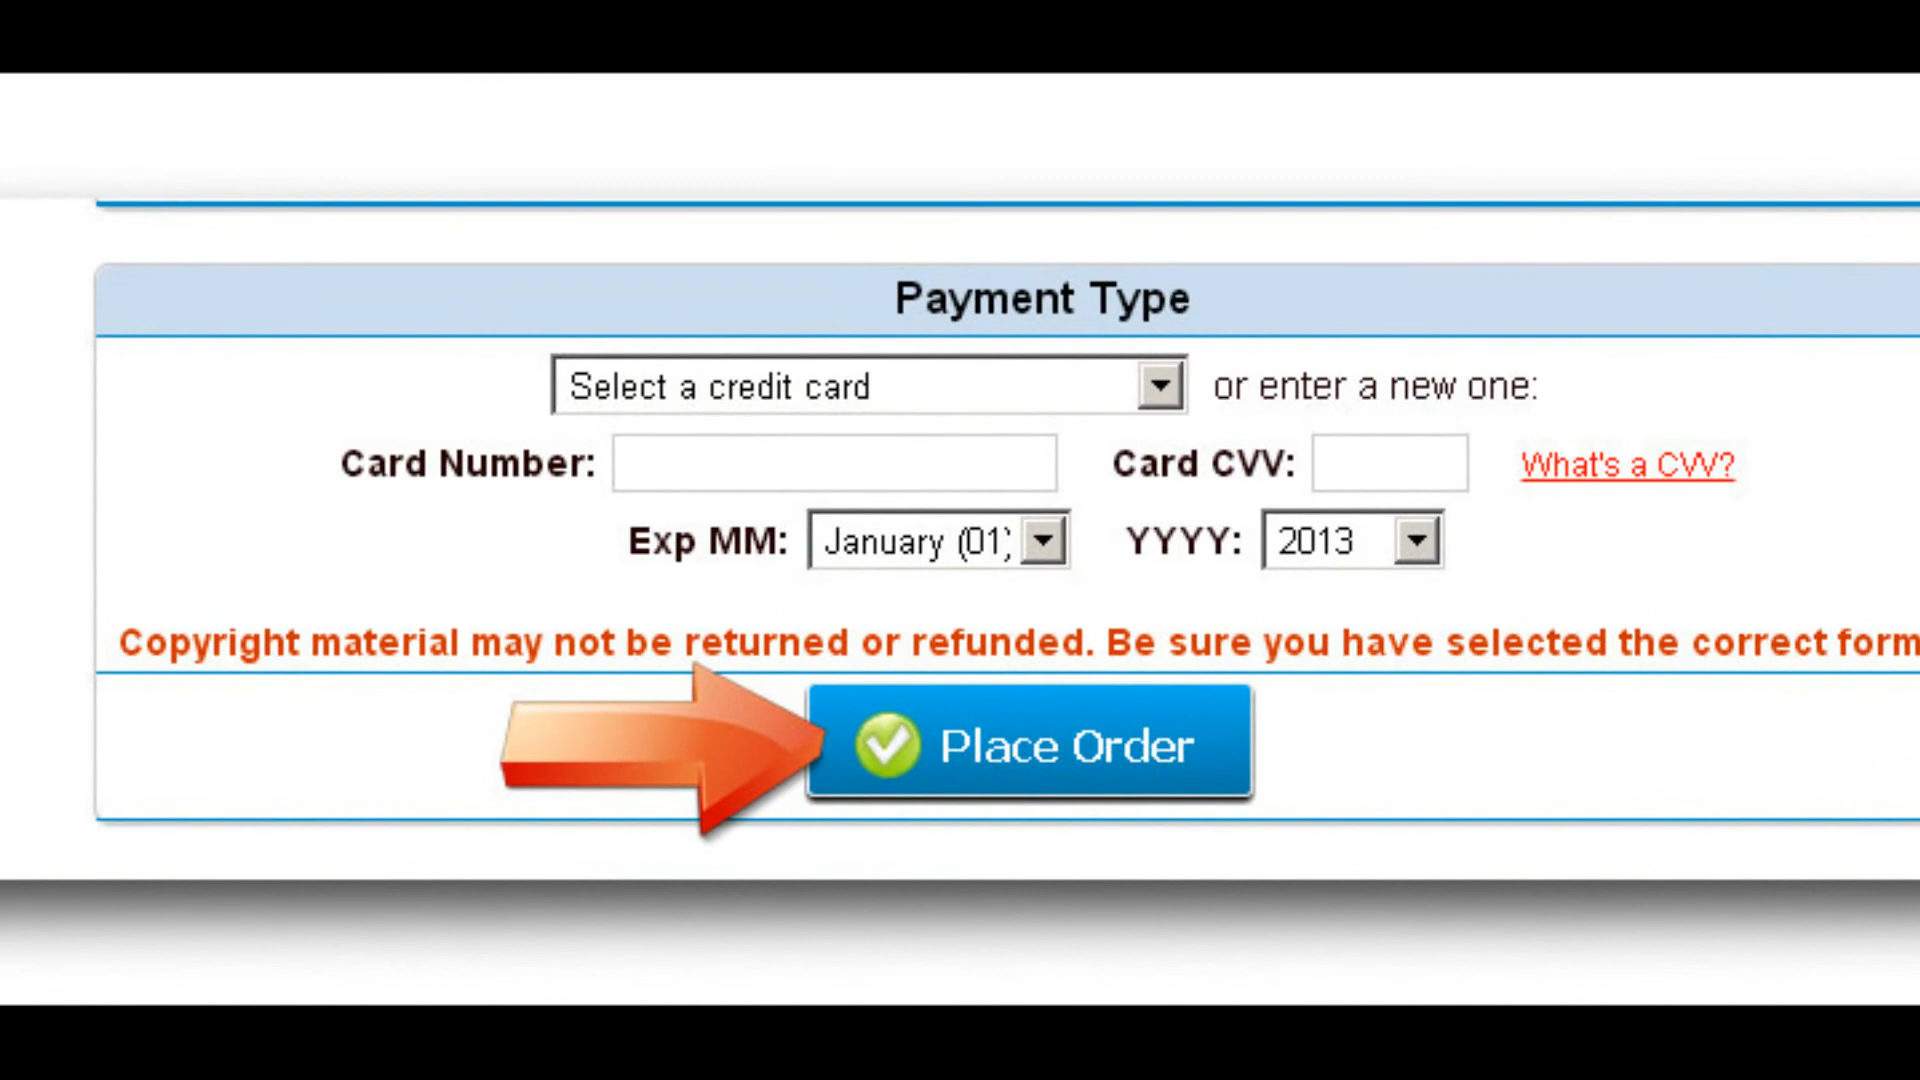 Payment Type
Select a credit card or enter a new one:
Card Number: Card CVV: What's a CVV?
Exp MM: January (01) YYYY: 2013
Copyright material may not be returned or refunded. Be sure you have selected the correct form
Place Order